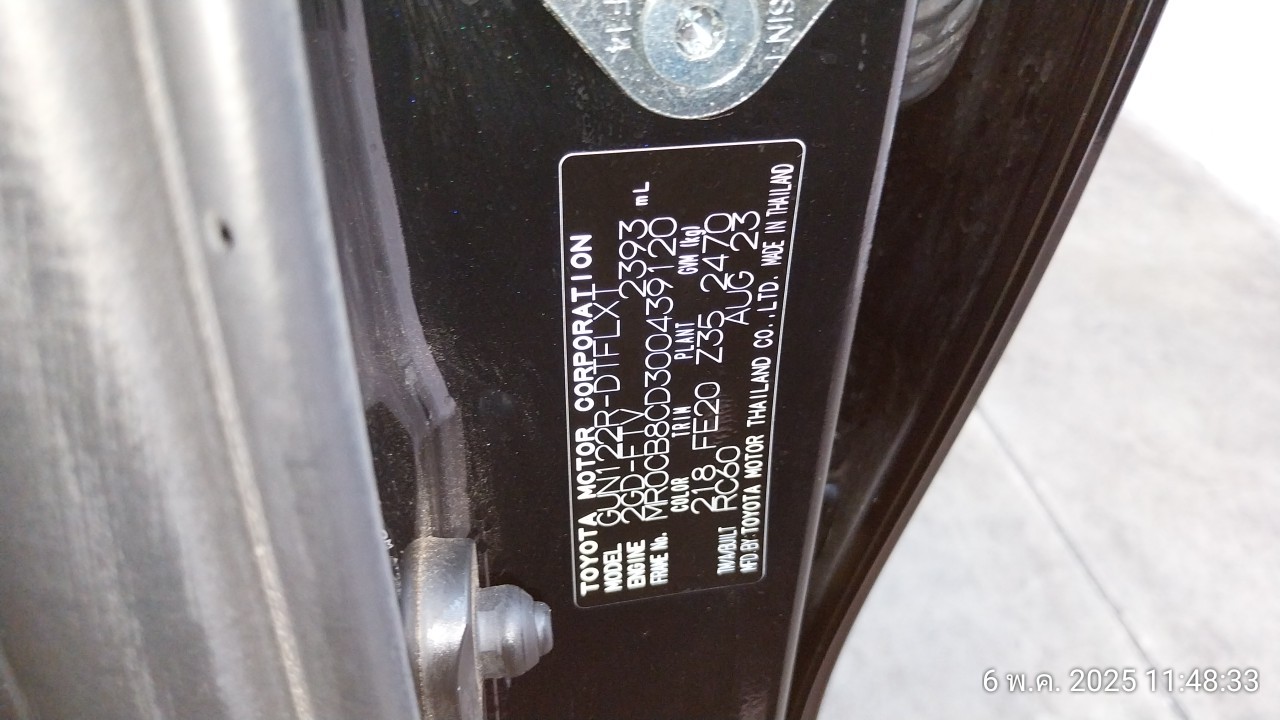 TOYOTA MOTOR CORPORATION
MODEL GUN122R-DTFLXT
ENGINE 2GD-FTV 2393 mL
FRAME No. MR0CB8CD300439120
COLOR TRIM PLANT GVM (kg)
218 FE20 Z35 2470
TMA/BUILT RC60 AUG 23
MFD.BY:TOYOTA MOTOR THAILAND CO.,LTD. MADE IN THAILAND
6 พ.ค. 2025 11:48:33